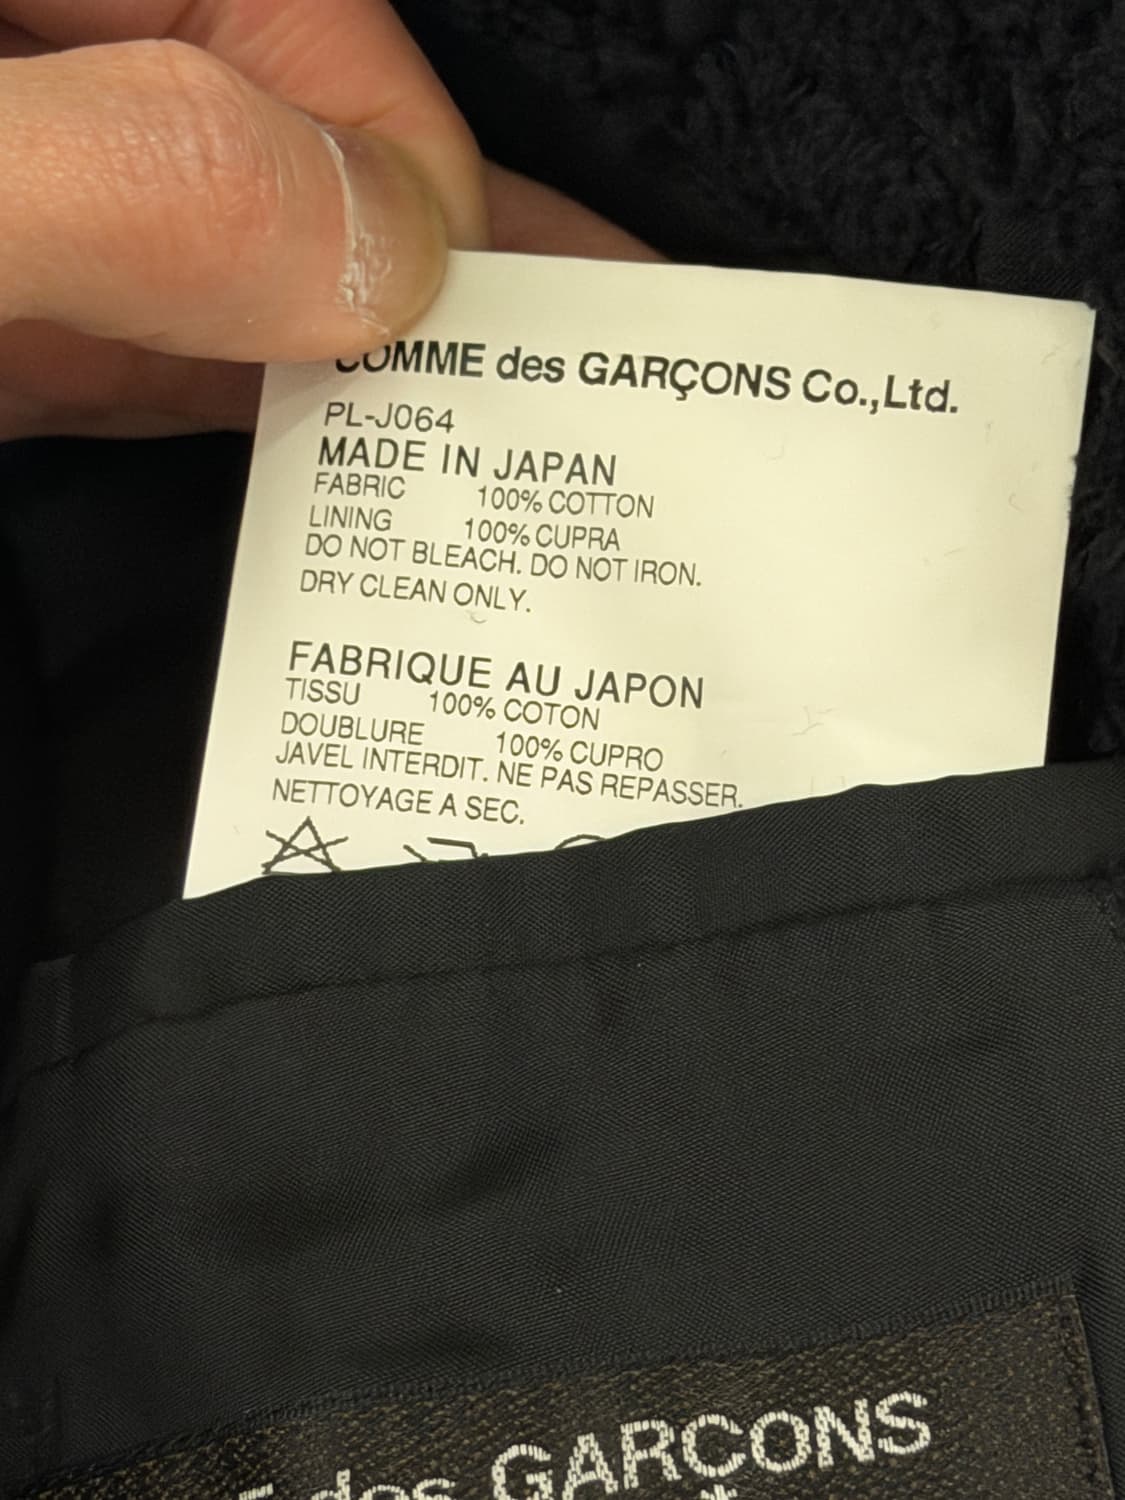 COMME des GARÇONS Co.,Ltd.
PL-J064
MADE IN JAPAN
FABRIC 100% COTTON
LINING 100% CUPRA
DO NOT BLEACH. DO NOT IRON.
DRY CLEAN ONLY.
FABRIQUE AU JAPON
TISSU 100% COTON
DOUBLURE 100% CUPRO
JAVEL INTERDIT. NE PAS REPASSER.
NETTOYAGE A SEC.
des GARCONS